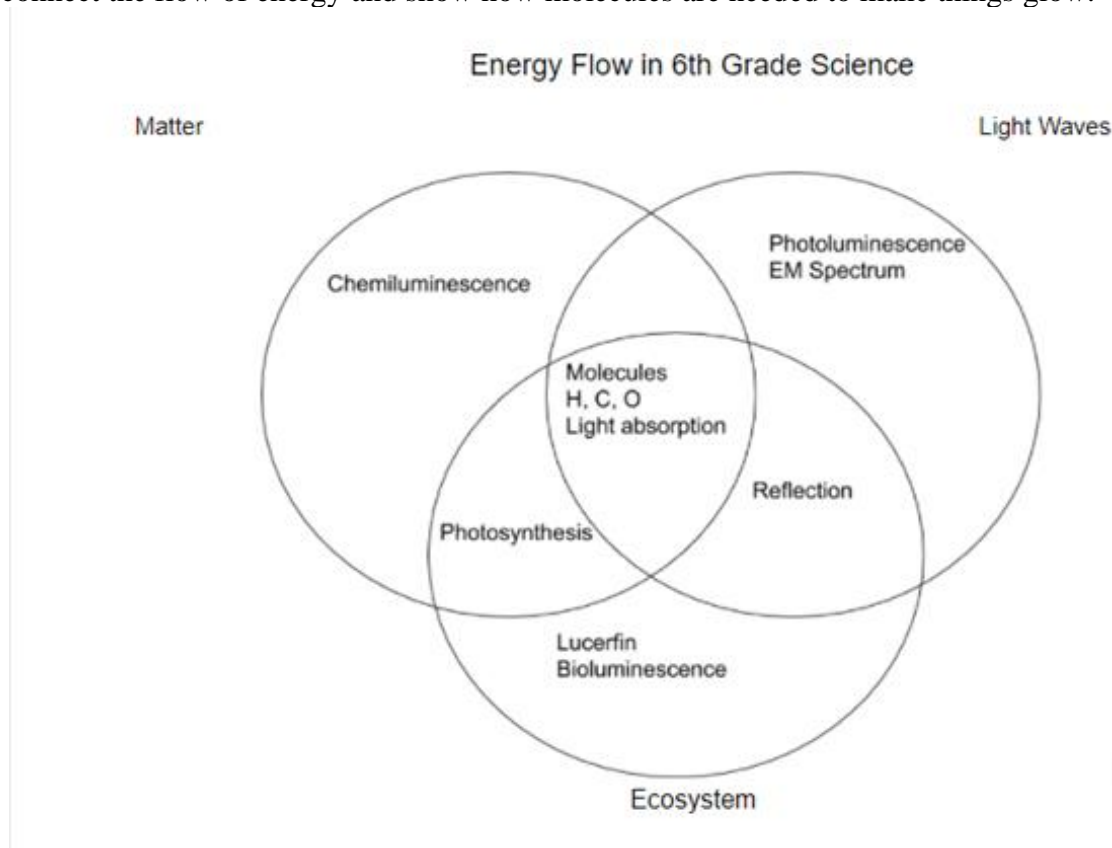 connect the flow of energy and show how molecules are needed to make things grow.
Energy Flow in 6th Grade Science
Matter
Light Waves
Photoluminescence
EM Spectrum
Chemiluminescence
Molecules
H, C, O
Light absorption
Reflection
Photosynthesis
Lucerfin
Bioluminescence
Ecosystem